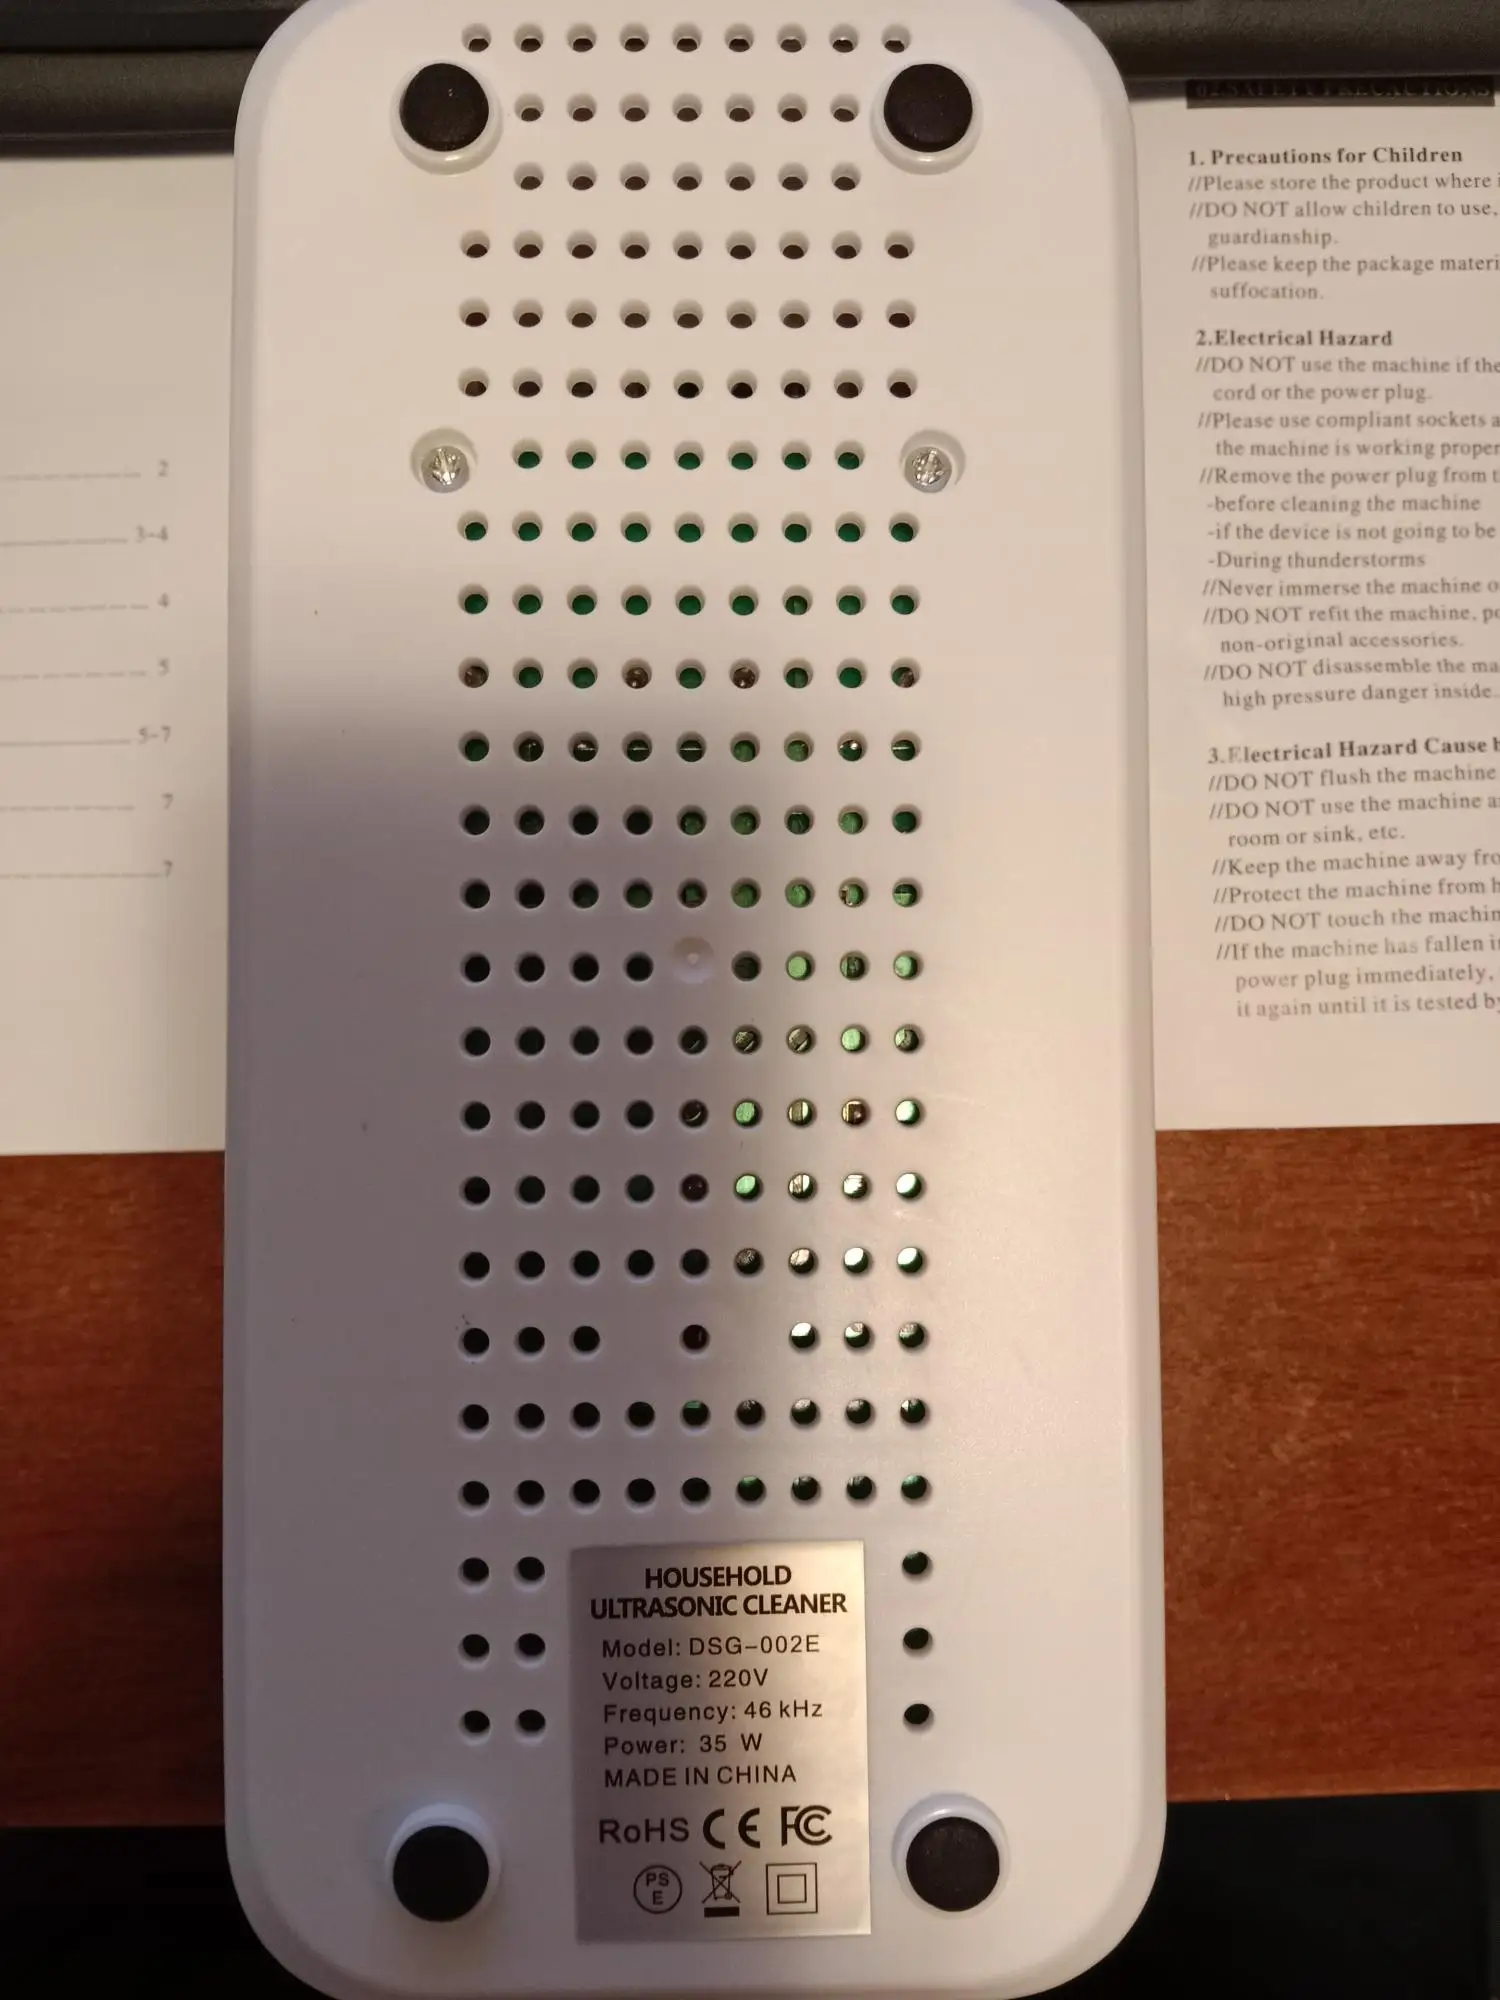 2
3-4
4
5
5-7
7
7
02.SAFETY PRECAUTIONS
1. Precautions for Children
//Please store the product where
//DO NOT allow children to use,
guardianship.
//Please keep the package materi
suffocation.
2.Electrical Hazard
//DO NOT use the machine if the
cord or the power plug.
//Please use compliant sockets a
the machine is working proper
//Remove the power plug from t
-before cleaning the machine
-if the device is not going to be
-During thunderstorms
//Never immerse the machine o
//DO NOT refit the machine, po
non-original accessories.
//DO NOT disassemble the ma
high pressure danger inside.
3.Electrical Hazard Cause b
//DO NOT flush the machine
//DO NOT use the machine a
room or sink, etc.
//Keep the machine away fro
//Protect the machine from h
//DO NOT touch the machin
//If the machine has fallen i
power plug immediately,
it again until it is tested by
HOUSEHOLD
ULTRASONIC CLEANER
Model: DSG-002E
Voltage: 220V
Frequency: 46 kHz
Power: 35 W
MADE IN CHINA
RoHS CE FC
PS
E